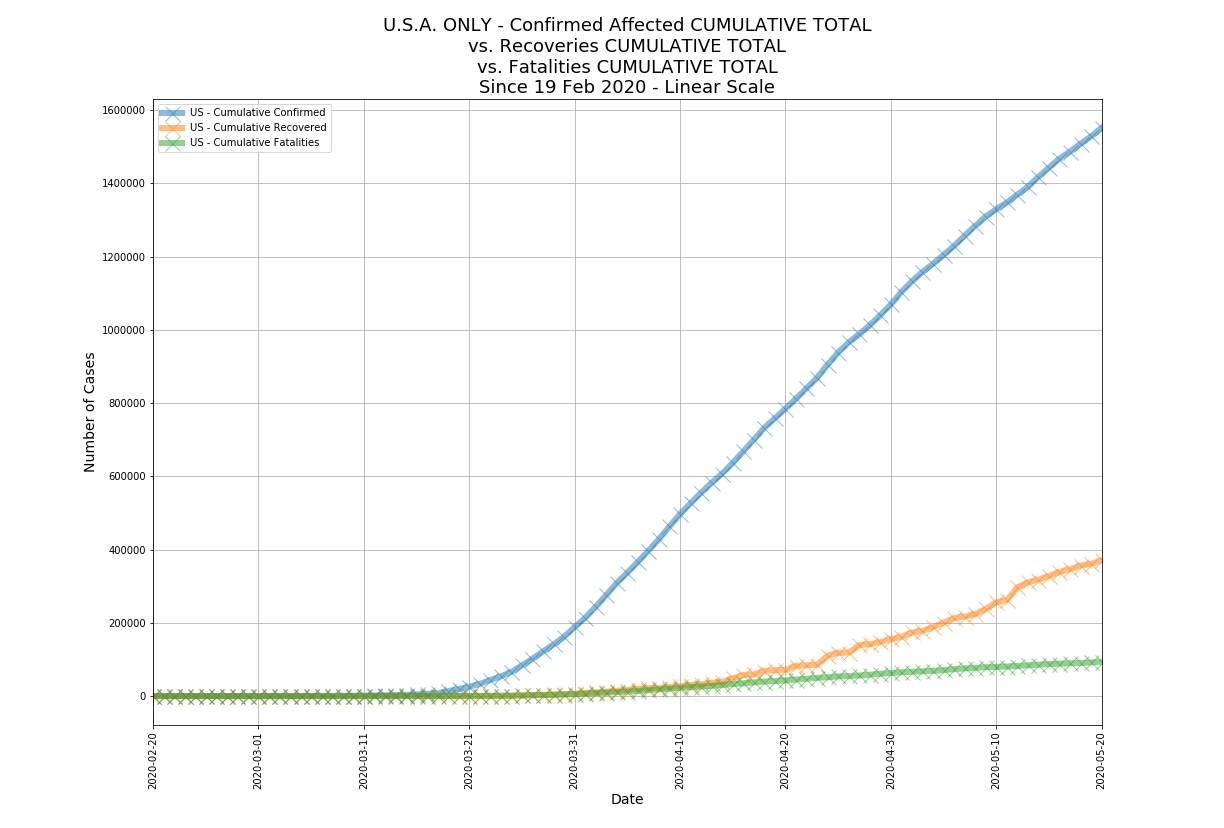 U.S.A. ONLY - Confirmed Affected CUMULATIVE TOTAL
vs. Recoveries CUMULATIVE TOTAL
vs. Fatalities CUMULATIVE TOTAL
Since 19 Feb 2020 - Linear Scale
US - Cumulative Confirmed
US - Cumulative Recovered
US - Cumulative Fatalities
1600000
1400000
1200000
1000000
800000
600000
400000
200000
0
Number of Cases
2020-02-20
2020-03-01
2020-03-11
2020-03-21
2020-03-31
2020-04-10
2020-04-20
2020-04-30
2020-05-10
2020-05-20
Date